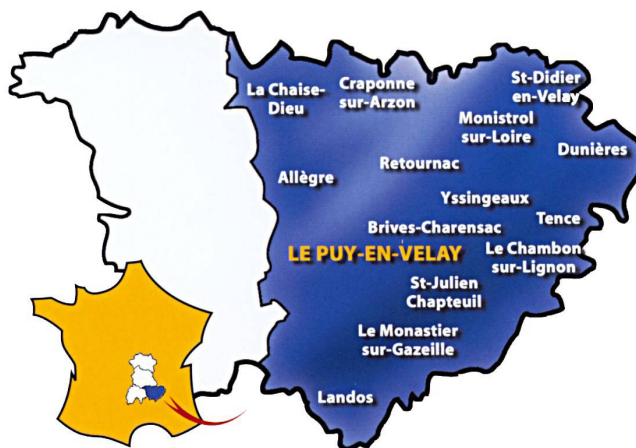 La Chaise-
Dieu
Craponne
sur-Arzon
St-Didier
en-Velay
Monistrol
sur-Loire
Dunières
Retournac
Allègre
Yssingeaux
Tence
Brives-Charensac
LE PUY-EN-VELAY
Le Chambon
sur-Lignon
St-Julien
Chapteuil
Le Monastier
sur-Gazeille
Landos